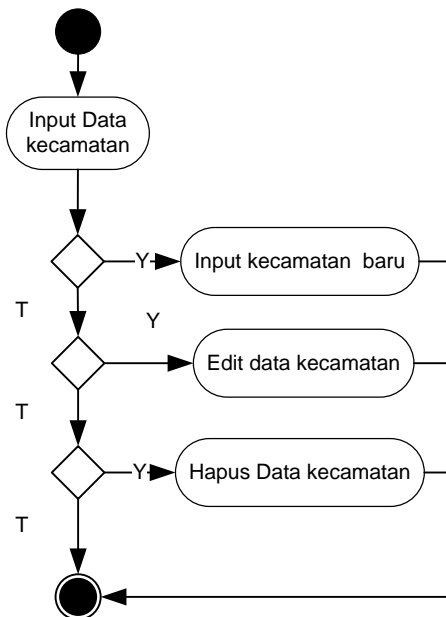 Input Data
kecamatan
Y
Input kecamatan baru
T
Y
Edit data kecamatan
T
Y
Hapus Data kecamatan
T